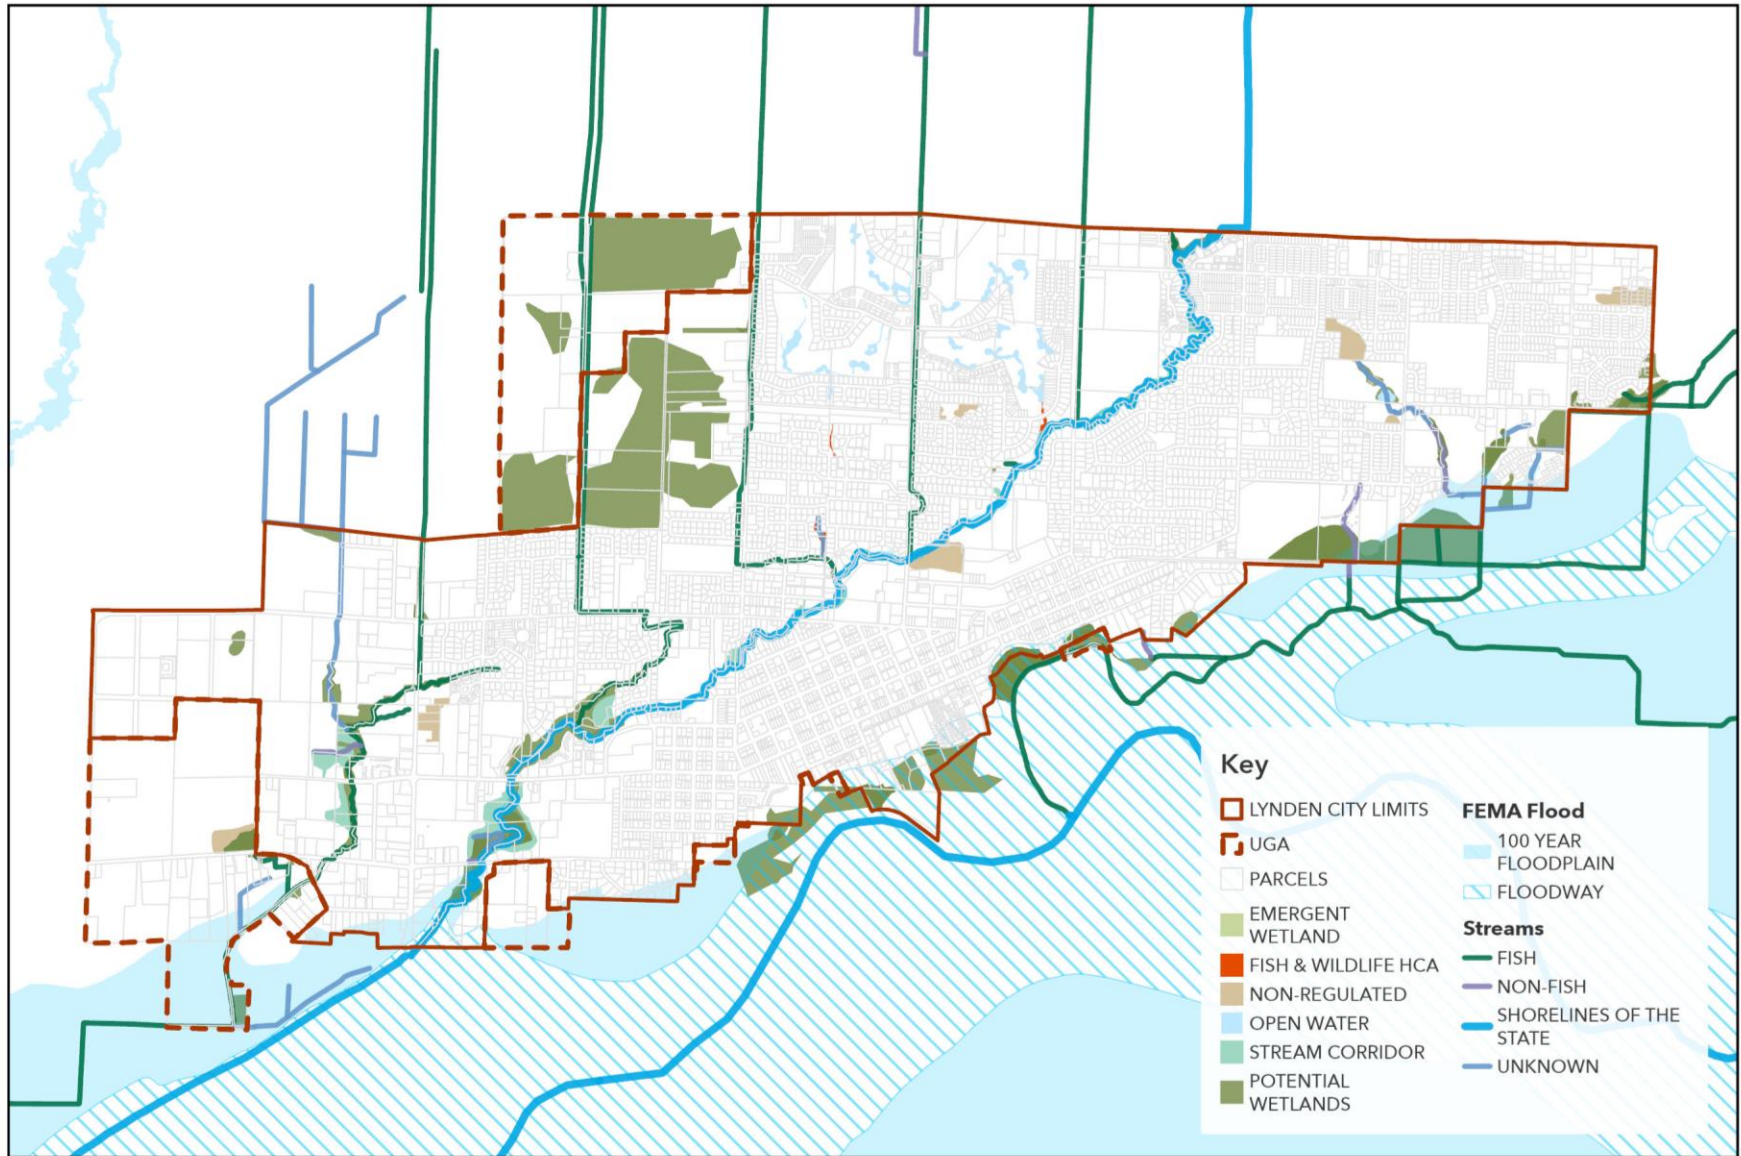 Key
LYNDEN CITY LIMITS
UGA
PARCELS
EMERGENT
WETLAND
FISH & WILDLIFE HCA
NON-REGULATED
OPEN WATER
STREAM CORRIDOR
POTENTIAL
WETLANDS
FEMA Flood
100 YEAR
FLOODPLAIN
FLOODWAY
Streams
FISH
NON-FISH
SHORELINES OF THE
STATE
UNKNOWN